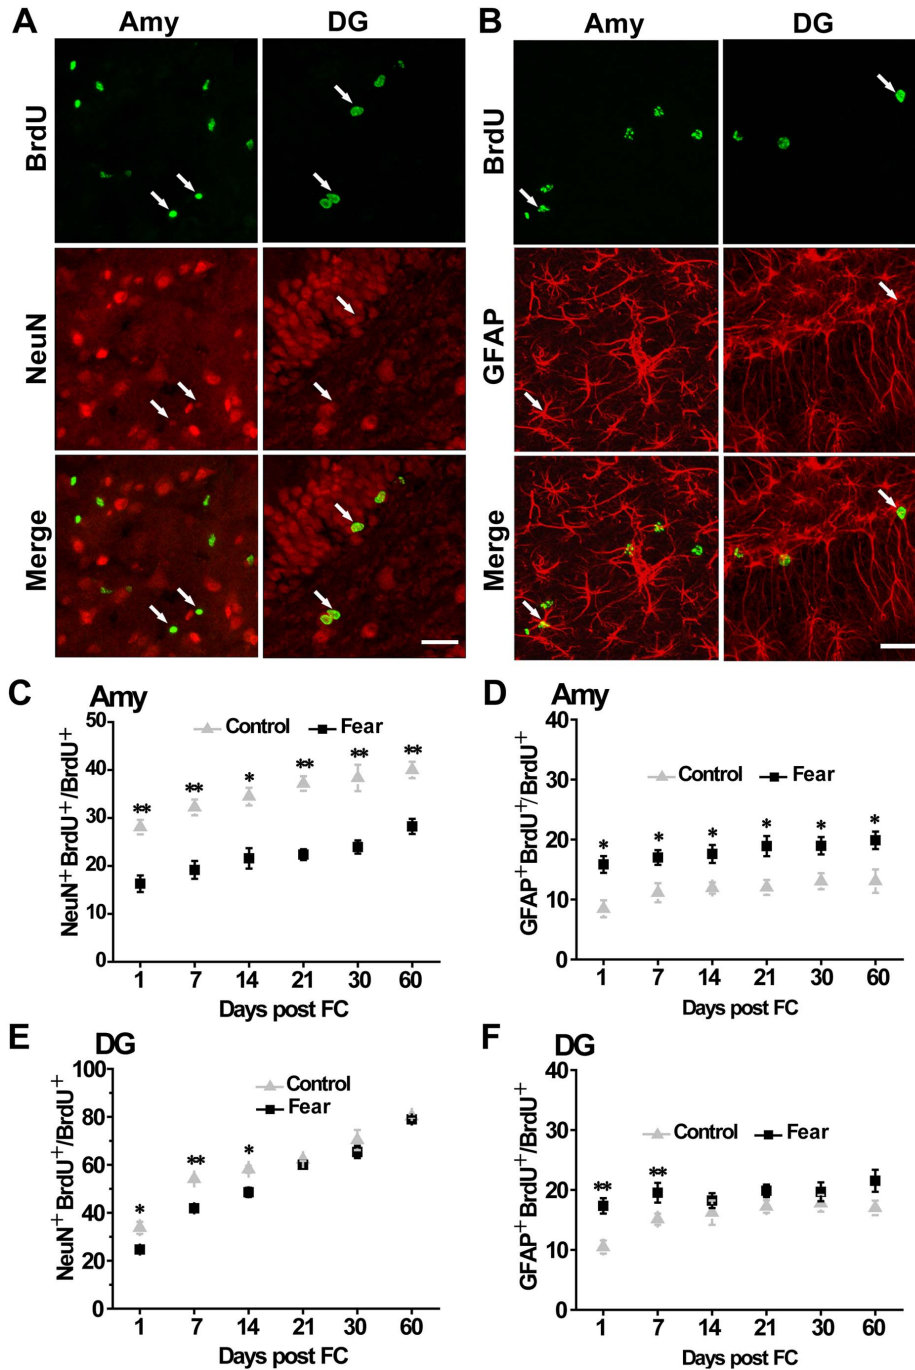 A
Amy
DG
BrdU
NeuN
Merge
B
Amy
DG
BrdU
GFAP
Merge
C
Amy
NeuN⁺BrdU⁺/BrdU⁺
50
40
30
20
10
0
Control
Fear
**
**
*
**
**
**
1 7 14 21 30 60
Days post FC
D
Amy
GFAP⁺BrdU⁺/BrdU⁺
40
30
20
10
0
Control
Fear
*
*
*
*
*
*
1 7 14 21 30 60
Days post FC
E
DG
NeuN⁺BrdU⁺/BrdU⁺
100
80
60
40
20
0
Control
Fear
*
**
*
1 7 14 21 30 60
Days post FC
F
DG
GFAP⁺BrdU⁺/BrdU⁺
40
30
20
10
0
Control
Fear
**
**
1 7 14 21 30 60
Days post FC